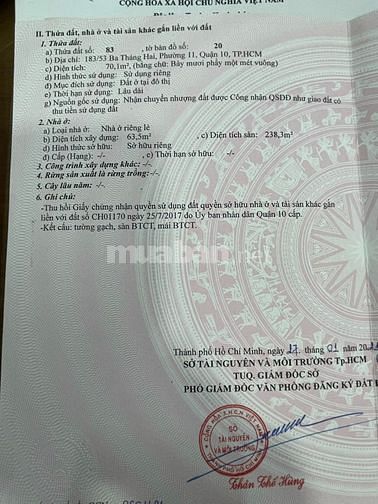 CỘNG HÒA XÃ HỘI CHỦ NGHĨA VIỆT NAM
II. Thửa đất, nhà ở và tài sản khác gắn liền với đất
1. Thửa đất:
a) Thửa đất số: 83 , tờ bản đồ số: 20
b) Địa chỉ: 183/53 Ba Tháng Hai, Phường 11, Quận 10, TP.HCM
c) Diện tích: 70,1m², (bằng chữ: Bảy mươi phẩy một mét vuông)
d) Hình thức sử dụng: Sử dụng riêng
đ) Mục đích sử dụng: Đất ở tại đô thị
e) Thời hạn sử dụng: Lâu dài
g) Nguồn gốc sử dụng: Nhận chuyển nhượng đất được Công nhận QSDĐ như giao đất có
thu tiền sử dụng đất
2. Nhà ở:
a) Loại nhà ở: Nhà ở riêng lẻ
b) Diện tích xây dựng: 63,5m² , c) Diện tích sàn: 238,3m²
d) Hình thức sở hữu: Sở hữu riêng
đ) Cấp (Hạng): -/- , e) Thời hạn sở hữu: -/-
3. Công trình xây dựng khác: -/-
4. Rừng sản xuất là rừng trồng: -/-
5. Cây lâu năm: -/-
6. Ghi chú:
-Thu hồi Giấy chứng nhận quyền sử dụng đất quyền sở hữu nhà ở và tài sản khác gắn
liền với đất số CH01170 ngày 25/7/2017 do Ủy ban nhân dân Quận 10 cấp.
-Kết cấu: tường gạch, sàn BTCT, mái BTCT.
muaban.net
Thành phố Hồ Chí Minh, ngày 17 tháng 01 năm
SỞ TÀI NGUYÊN VÀ MÔI TRƯỜNG Tp.HCM
TUQ. GIÁM ĐỐC SỞ
PHÓ GIÁM ĐỐC VĂN PHÒNG ĐĂNG KÝ ĐẤT
SỞ
TÀI NGUYÊN
VÀ MÔI TRƯỜNG
Trần Thế Hùng